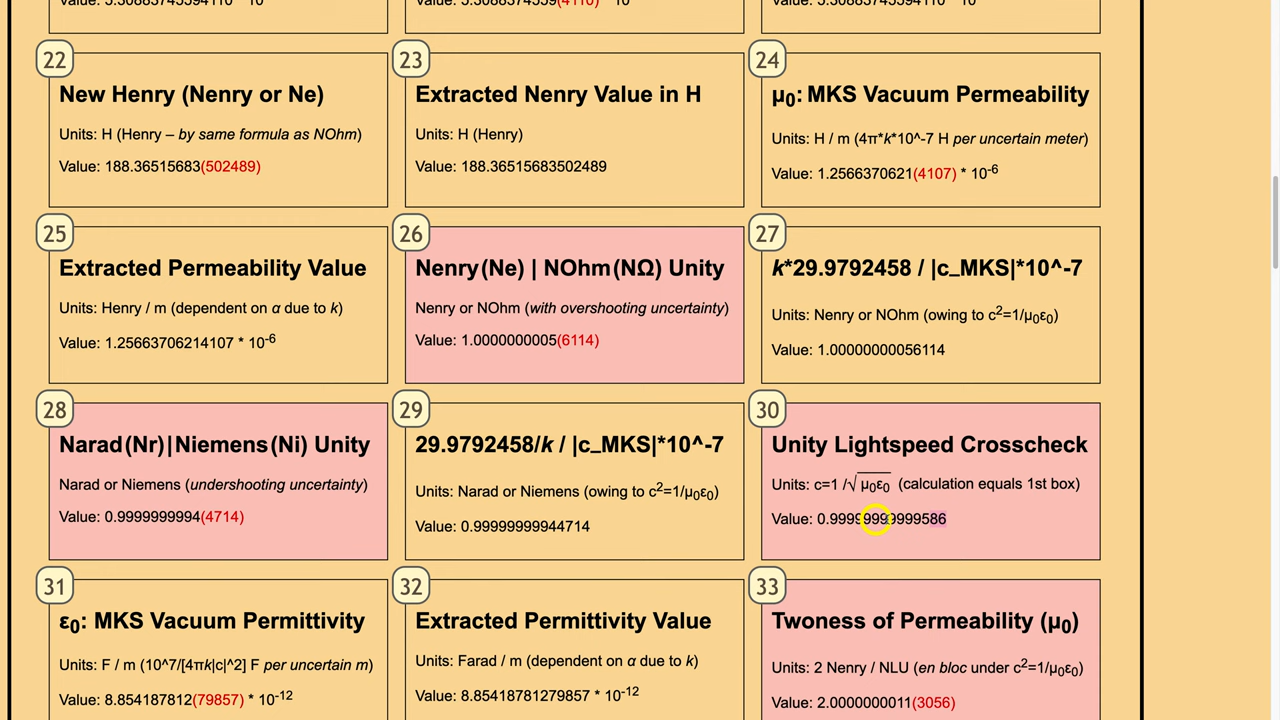 22
New Henry (Nenry or Ne)
Units: H (Henry – by same formula as NOhm)
Value: 188.36515683(502489)
23
Extracted Nenry Value in H
Units: H (Henry)
Value: 188.36515683502489
24
μ₀: MKS Vacuum Permeability
Units: H / m (4π*k*10^-7 H per uncertain meter)
Value: 1.2566370621(4107) * 10⁻⁶
25
Extracted Permeability Value
Units: Henry / m (dependent on α due to k)
Value: 1.25663706214107 * 10⁻⁶
26
Nenry(Ne) | NOhm(NΩ) Unity
Nenry or NOhm (with overshooting uncertainty)
Value: 1.0000000005(6114)
27
k*29.9792458 / |c_MKS|*10^-7
Units: Nenry or NOhm (owing to c²=1/μ₀ε₀)
Value: 1.00000000056114
28
Narad(Nr)|Niemens(Ni) Unity
Narad or Niemens (undershooting uncertainty)
Value: 0.9999999994(4714)
29
29.9792458/k / |c_MKS|*10^-7
Units: Narad or Niemens (owing to c²=1/μ₀ε₀)
Value: 0.99999999944714
30
Unity Lightspeed Crosscheck
Units: c=1 /√μ₀ε₀ (calculation equals 1st box)
Value: 0.9999999999586
31
ε₀: MKS Vacuum Permittivity
Units: F / m (10^7/[4πk|c|^2] F per uncertain m)
Value: 8.854187812(79857) * 10⁻¹²
32
Extracted Permittivity Value
Units: Farad / m (dependent on α due to k)
Value: 8.85418781279857 * 10⁻¹²
33
Twoness of Permeability (μ₀)
Units: 2 Nenry / NLU (en bloc under c²=1/μ₀ε₀)
Value: 2.0000000011(3056)